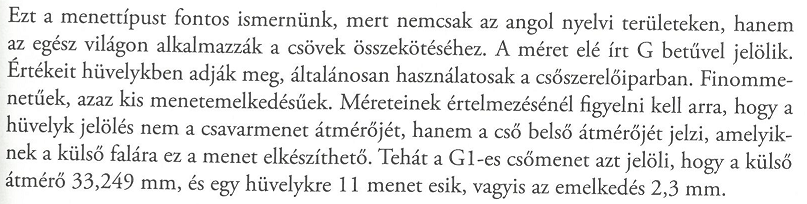 Ezt a menettípust fontos ismernünk, mert nemcsak az angol nyelvi területeken, hanem
az egész világon alkalmazzák a csövek összekötéséhez. A méret elé írt G betűvel jelölik.
Értékeit hüvelykben adják meg, általánosan használatosak a csőszerelőiparban. Finomme-
netűek, azaz kis menetemelkedésűek. Méreteinek értelmezésénél figyelni kell arra, hogy a
hüvelyk jelölés nem a csavarmenet átmérőjét, hanem a cső belső átmérőjét jelzi, amelyik-
nek a külső falára ez a menet elkészíthető. Tehát a G1-es csőmenet azt jelöli, hogy a külső
átmérő 33,249 mm, és egy hüvelykre 11 menet esik, vagyis az emelkedés 2,3 mm.